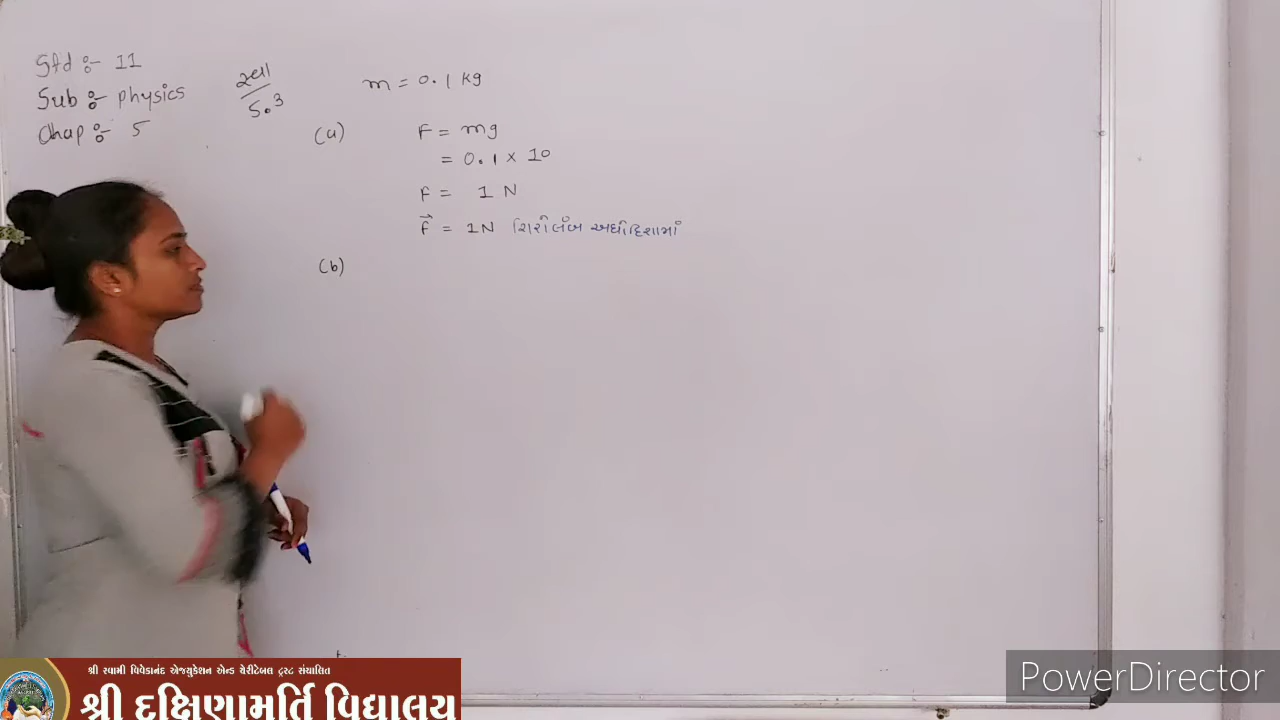 Std :- 11
Sub :- physics
Chap :- 5
સ્વા
5.3
m = 0.1 kg
(a) F = mg
= 0.1 x 10
F = 1 N
F⃗ = 1N શિરોલંબ અધોદિશામાં
(b)
શ્રી સ્વામી વિવેકાનંદ એજ્યુકેશન એન્ડ ચેરીટેબલ ટ્રસ્ટ સંચાલિત
શ્રી દક્ષિણામૂર્તિ વિદ્યાલય
PowerDirector